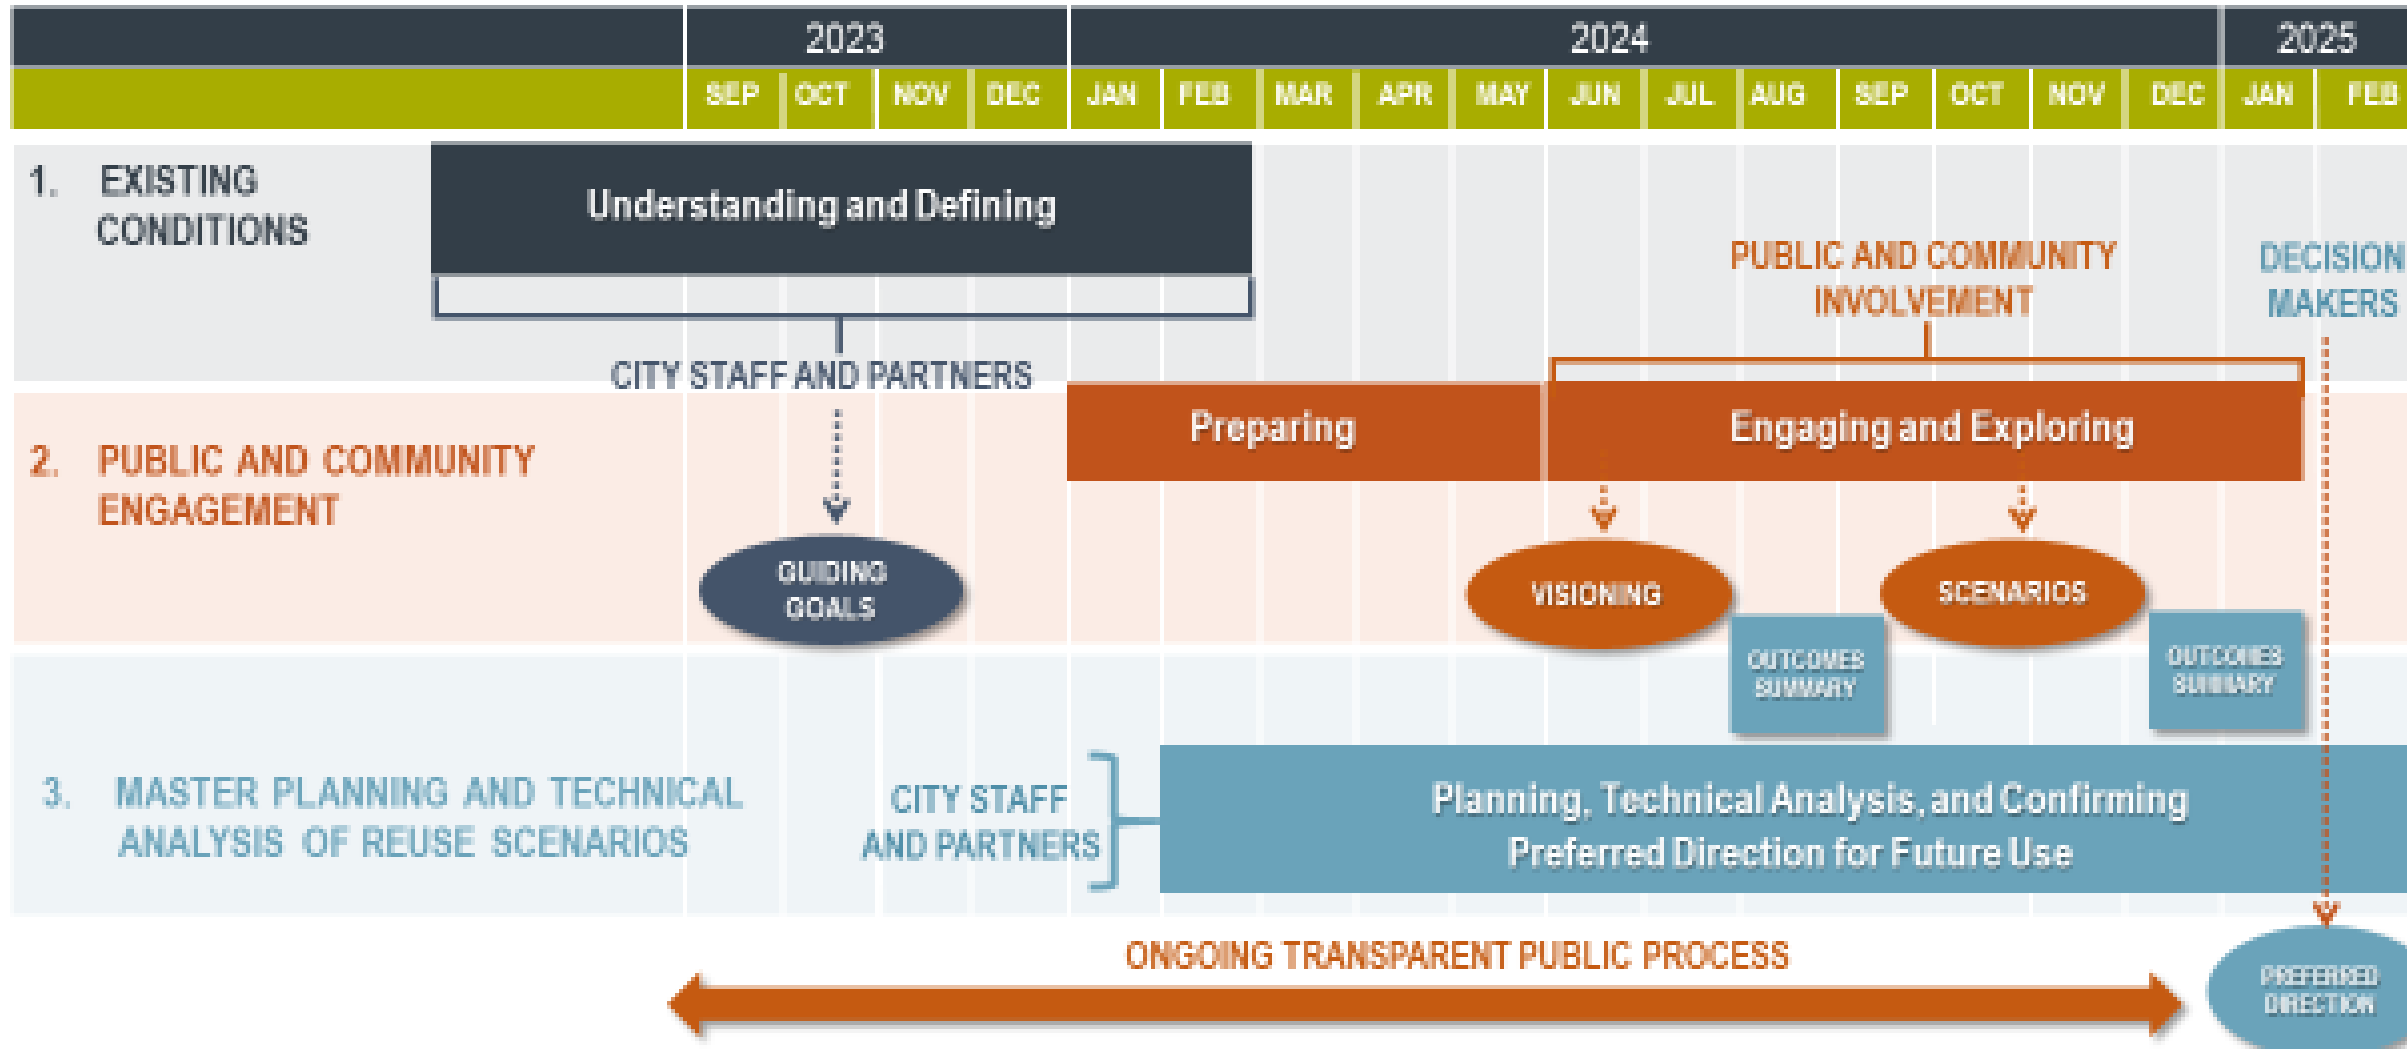 2023 2024 2025
SEP OCT NOV DEC JAN FEB MAR APR MAY JUN JUL AUG SEP OCT NOV DEC JAN FEB
1. EXISTING
CONDITIONS
Understanding and Defining
CITY STAFF AND PARTNERS
PUBLIC AND COMMUNITY
INVOLVEMENT
DECISION
MAKERS
2. PUBLIC AND COMMUNITY
ENGAGEMENT
Preparing
Engaging and Exploring
GUIDING
GOALS
VISIONING
SCENARIOS
OUTCOMES
SUMMARY
OUTCOMES
SUMMARY
3. MASTER PLANNING AND TECHNICAL
ANALYSIS OF REUSE SCENARIOS
CITY STAFF
AND PARTNERS
Planning, Technical Analysis, and Confirming
Preferred Direction for Future Use
ONGOING TRANSPARENT PUBLIC PROCESS
PREFERRED
DIRECTION